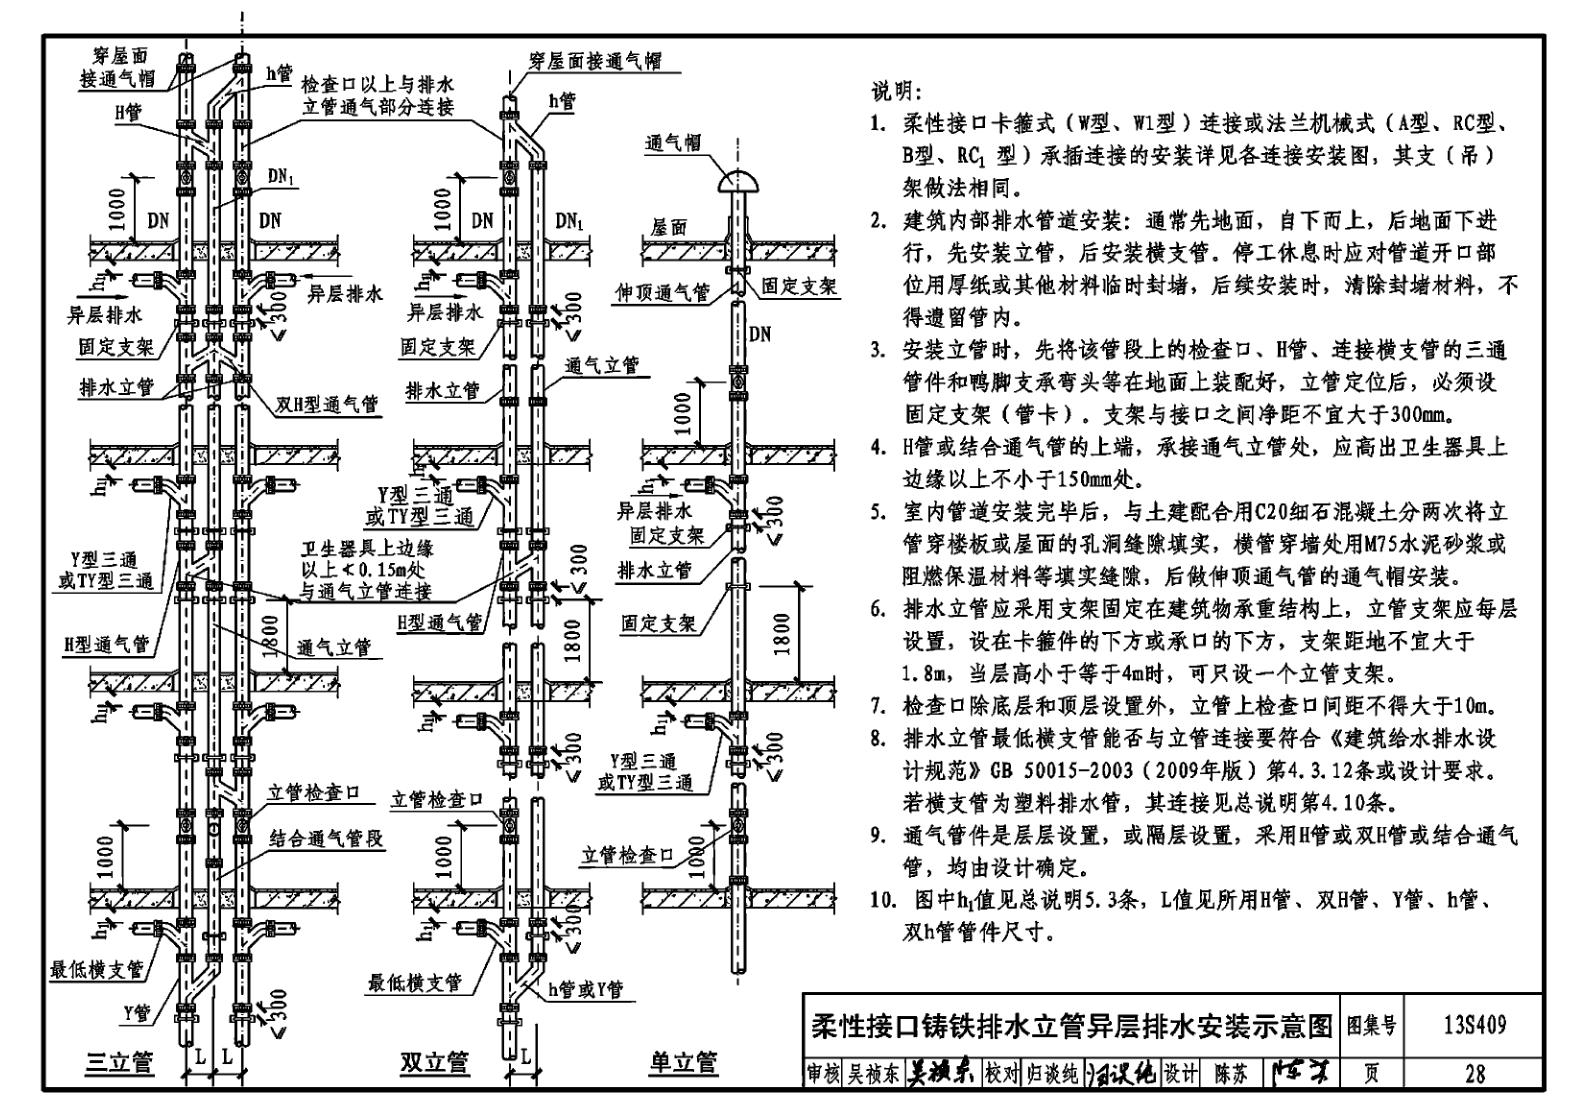 穿屋面
接通气帽
h管
H管
检查口以上与排水
立管通气部分连接
DN₁
1000
DN
DN
h₁
异层排水
异层排水
≤300
固定支架
排水立管
双H型通气管
h₁
Y型三通
或TY型三通
卫生器具上边缘
以上≮0.15m处
与通气立管连接
H型通气管
1800
通气立管
h₁
立管检查口
结合通气管段
1000
h₁
最低横支管
Y管
≤300
三立管
L
L
穿屋面接通气帽
h管
1000
DN
DN₁
h₁
异层排水
≤300
固定支架
通气立管
排水立管
h₁
Y型三通
或TY型三通
≤300
H型通气管
1800
h₁
≤300
立管检查口
1000
h₁
≤300
最低横支管
h管或Y管
双立管
L
通气帽
屋面
伸顶通气管
固定支架
DN
1000
h₁
异层排水
≤300
固定支架
排水立管
固定支架
1800
h₁
≤300
Y型三通
或TY型三通
立管检查口
1000
单立管
说明:
1. 柔性接口卡箍式(W型、W1型)连接或法兰机械式(A型、RC型、
B型、RC₁ 型)承插连接的安装详见各连接安装图，其支(吊)
架做法相同。
2. 建筑内部排水管道安装：通常先地面，自下而上，后地面下进
行，先安装立管，后安装横支管。停工休息时应对管道开口部
位用厚纸或其他材料临时封堵，后续安装时，清除封堵材料，不
得遗留管内。
3. 安装立管时，先将该管段上的检查口、H管、连接横支管的三通
管件和鸭脚支承弯头等在地面上装配好，立管定位后，必须设
固定支架(管卡)。支架与接口之间净距不宜大于300mm。
4. H管或结合通气管的上端，承接通气立管处，应高出卫生器具上
边缘以上不小于150mm处。
5. 室内管道安装完毕后，与土建配合用C20细石混凝土分两次将立
管穿楼板或屋面的孔洞缝隙填实，横管穿墙处用M75水泥砂浆或
阻燃保温材料等填实缝隙，后做伸顶通气管的通气帽安装。
6. 排水立管应采用支架固定在建筑物承重结构上，立管支架应每层
设置，设在卡箍件的下方或承口的下方，支架距地不宜大于
1.8m，当层高小于等于4m时，可只设一个立管支架。
7. 检查口除底层和顶层设置外，立管上检查口间距不得大于10m。
8. 排水立管最低横支管能否与立管连接要符合《建筑给水排水设
计规范》GB 50015-2003(2009年版)第4.3.12条或设计要求。
若横支管为塑料排水管，其连接见总说明第4.10条。
9. 通气管件是层层设置，或隔层设置，采用H管或双H管或结合通气
管，均由设计确定。
10. 图中h₁值见总说明5.3条，L值见所用H管、双H管、Y管、h管、
双h管管件尺寸。
柔性接口铸铁排水立管异层排水安装示意图 图集号 13S409
审核 吴祯东 吴祯东 校对 归谈纯 归谈纯 设计 陈苏 陈苏 页 28